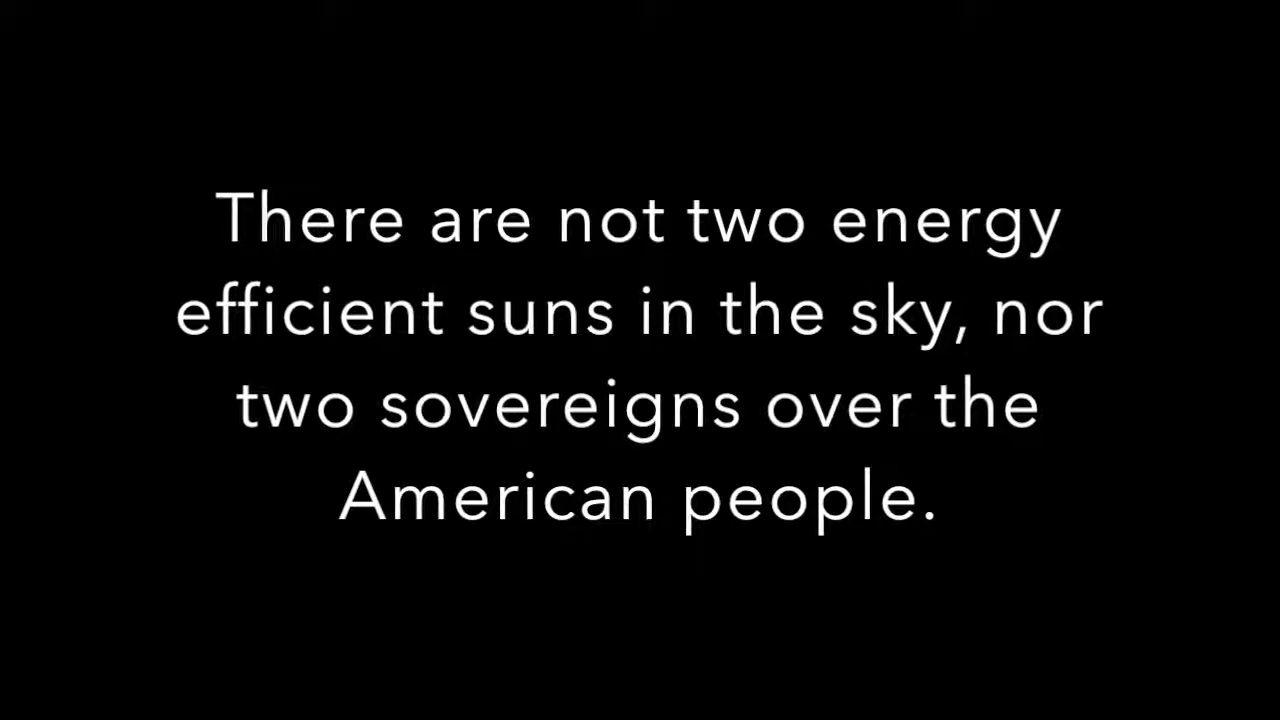 There are not two energy
efficient suns in the sky, nor
two sovereigns over the
American people.